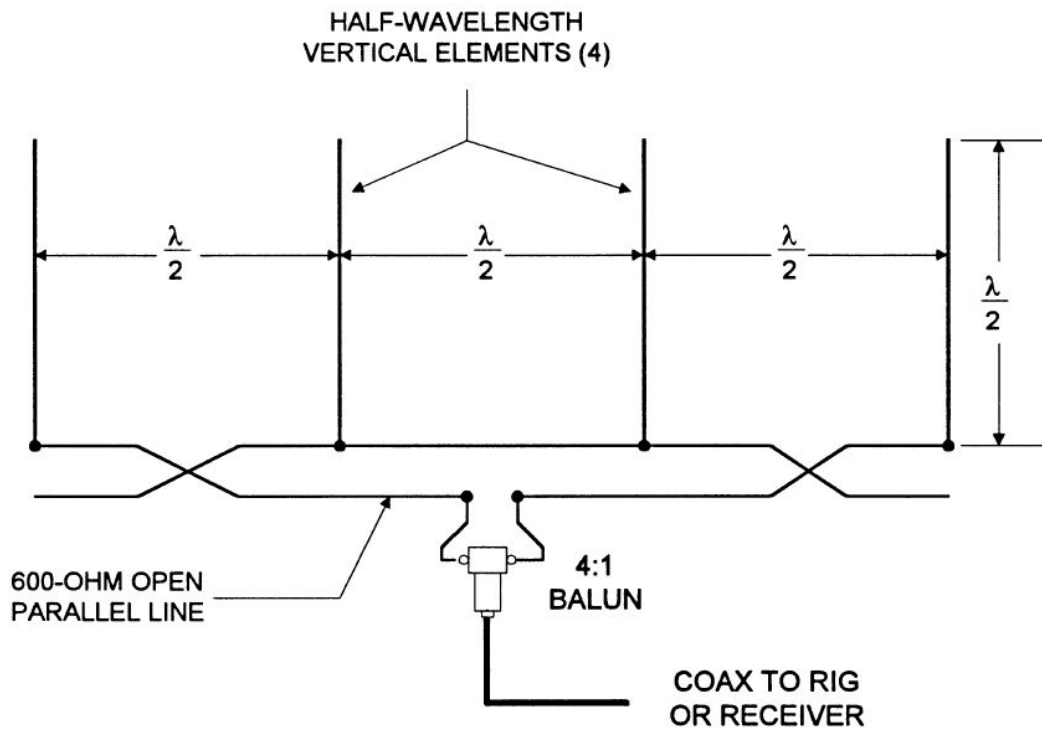 HALF-WAVELENGTH
VERTICAL ELEMENTS (4)
λ
2
λ
2
λ
2
λ
2
600-OHM OPEN
PARALLEL LINE
4:1
BALUN
COAX TO RIG
OR RECEIVER